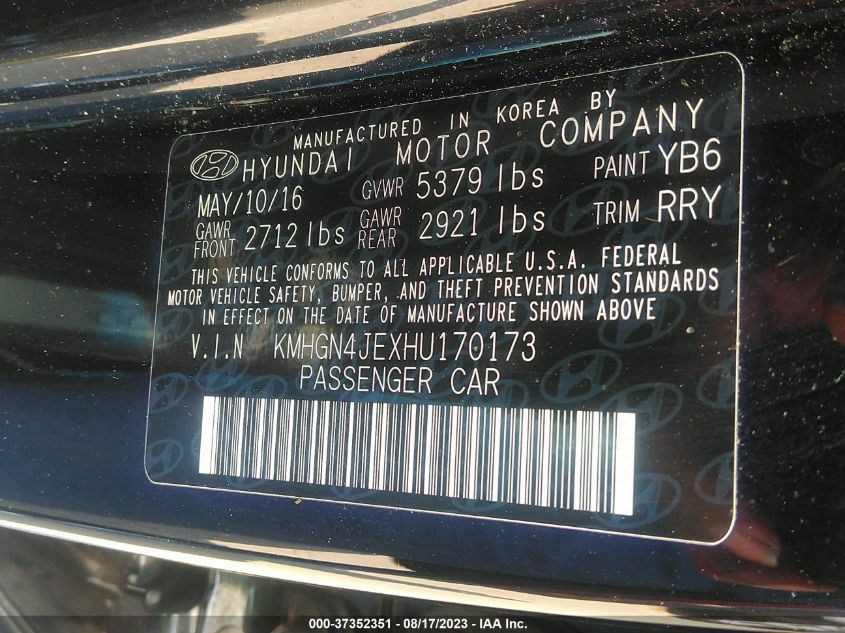 MANUFACTURED IN KOREA BY
HYUNDAI MOTOR COMPANY
MAY/10/16 GVWR 5379 lbs PAINT YB6
GAWR FRONT 2712 lbs GAWR REAR 2921 lbs TRIM RRY
THIS VEHICLE CONFORMS TO ALL APPLICABLE U.S.A. FEDERAL
MOTOR VEHICLE SAFETY, BUMPER, AND THEFT PREVENTION STANDARDS
IN EFFECT ON THE DATE OF MANUFACTURE SHOWN ABOVE
V.I.N KMHGN4JEXHU170173
PASSENGER CAR
000-37352351 - 08/17/2023 - IAA Inc.